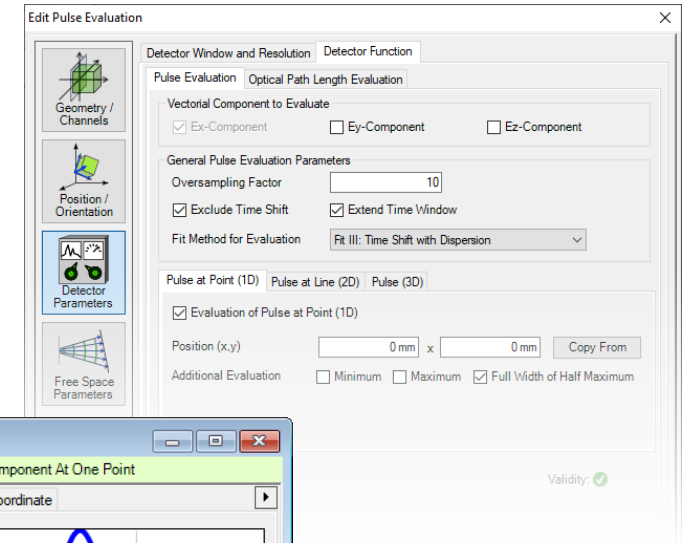 Edit Pulse Evaluation
Detector Window and Resolution Detector Function
Pulse Evaluation Optical Path Length Evaluation
Geometry /
Channels
Position /
Orientation
Detector
Parameters
Free Space
Parameters
Vectorial Component to Evaluate
Ex-Component Ey-Component Ez-Component
General Pulse Evaluation Parameters
Oversampling Factor 10
Exclude Time Shift Extend Time Window
Fit Method for Evaluation Fit III: Time Shift with Dispersion
Pulse at Point (1D) Pulse at Line (2D) Pulse (3D)
Evaluation of Pulse at Point (1D)
Position (x,y) 0 mm x 0 mm Copy From
Additional Evaluation Minimum Maximum Full Width of Half Maximum
Validity:
At One Point